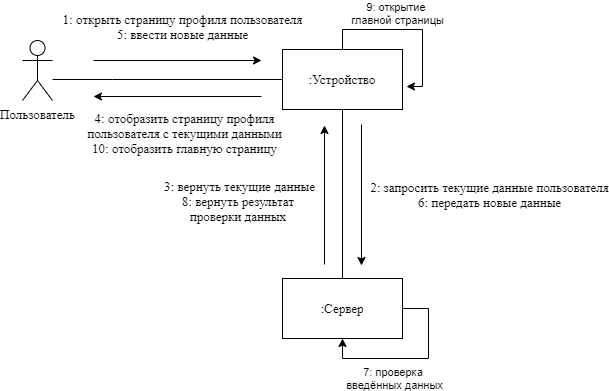 9: открытие
главной страницы
1: открыть страницу профиля пользователя
5: ввести новые данные
:Устройство
Пользователь
4: отобразить страницу профиля
пользователя с текущими данными
10: отобразить главную страницу
3: вернуть текущие данные
8: вернуть результат
проверки данных
2: запросить текущие данные пользователя
6: передать новые данные
:Сервер
7: проверка
введённых данных